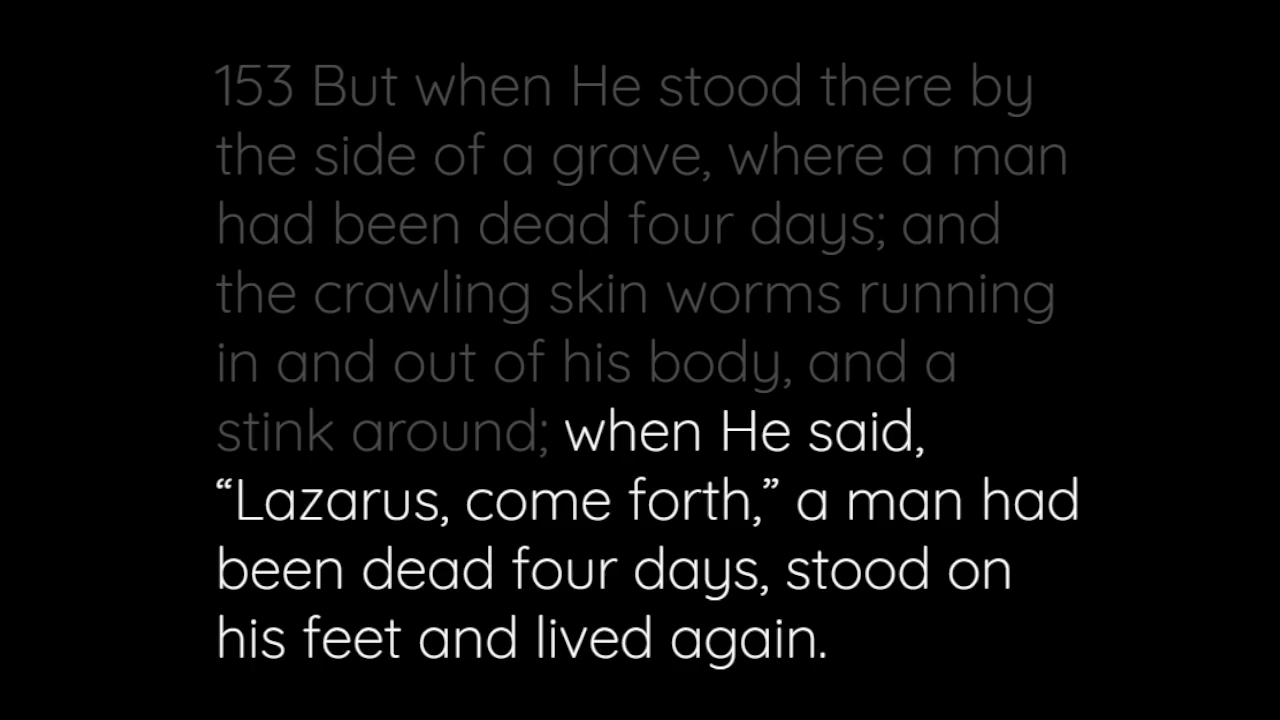 153 But when He stood there by
the side of a grave, where a man
had been dead four days; and
the crawling skin worms running
in and out of his body, and a
stink around; when He said,
“Lazarus, come forth,” a man had
been dead four days, stood on
his feet and lived again.